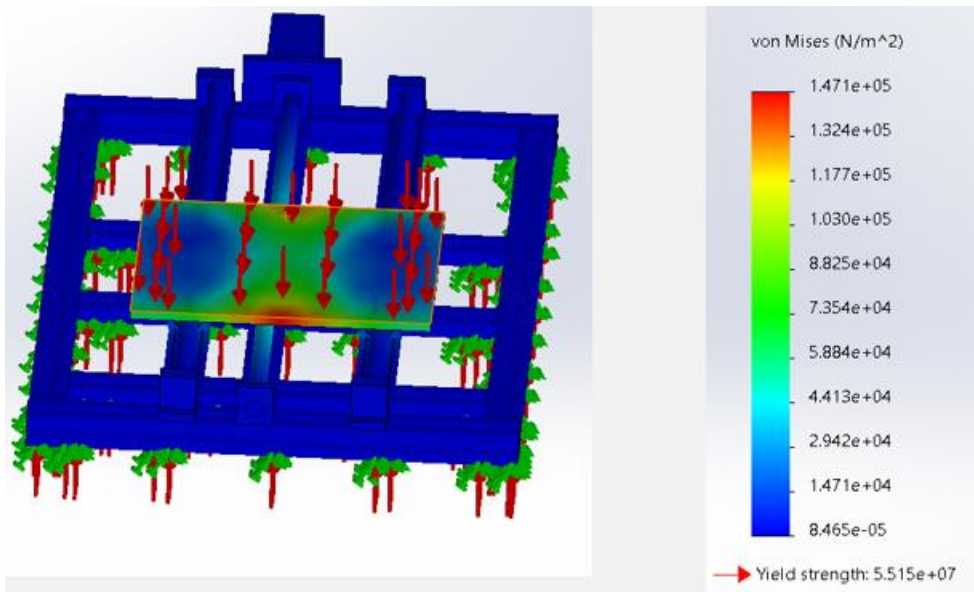 von Mises (N/m^2)
1.471e+05
1.324e+05
1.177e+05
1.030e+05
8.825e+04
7.354e+04
5.884e+04
4.413e+04
2.942e+04
1.471e+04
8.465e-05
Yield strength: 5.515e+07